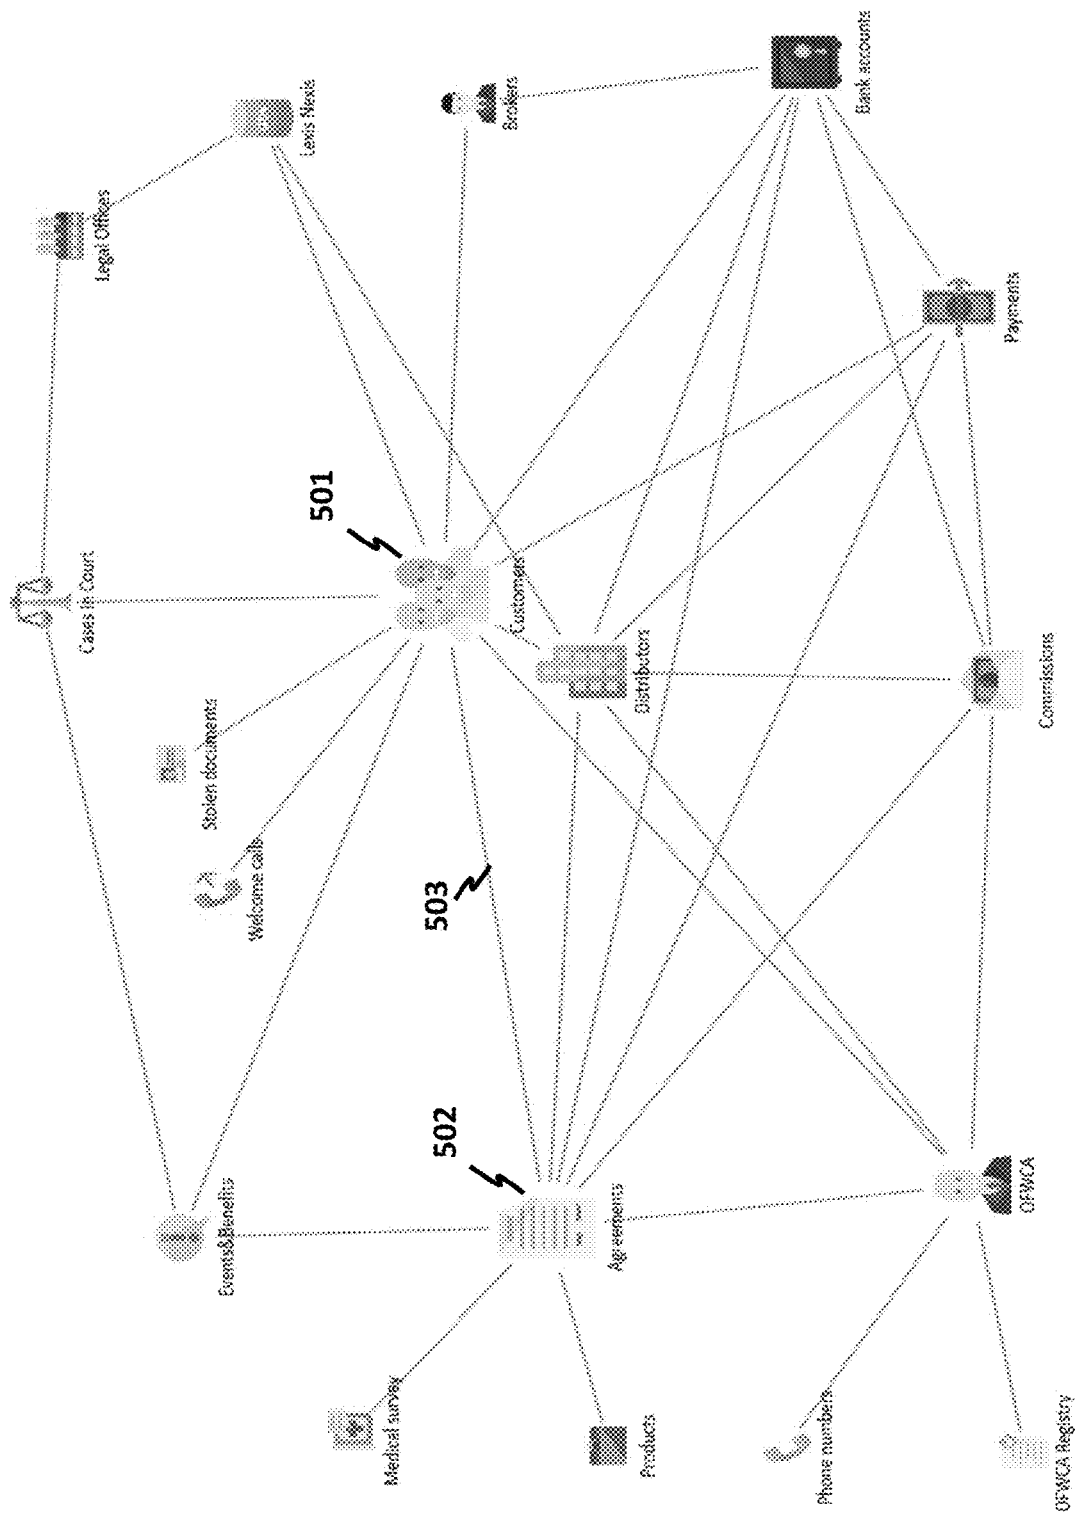 Cases in Court
Legal Offices
Lexis Nexis
Brokers
Bank accounts
501
Customers
Stolen documents
Welcome calls
Distributors
Payments
503
Commissions
Events&Benefits
502
Agreements
OFWCA
Medical survey
Products
Phone numbers
OFWCA Registry